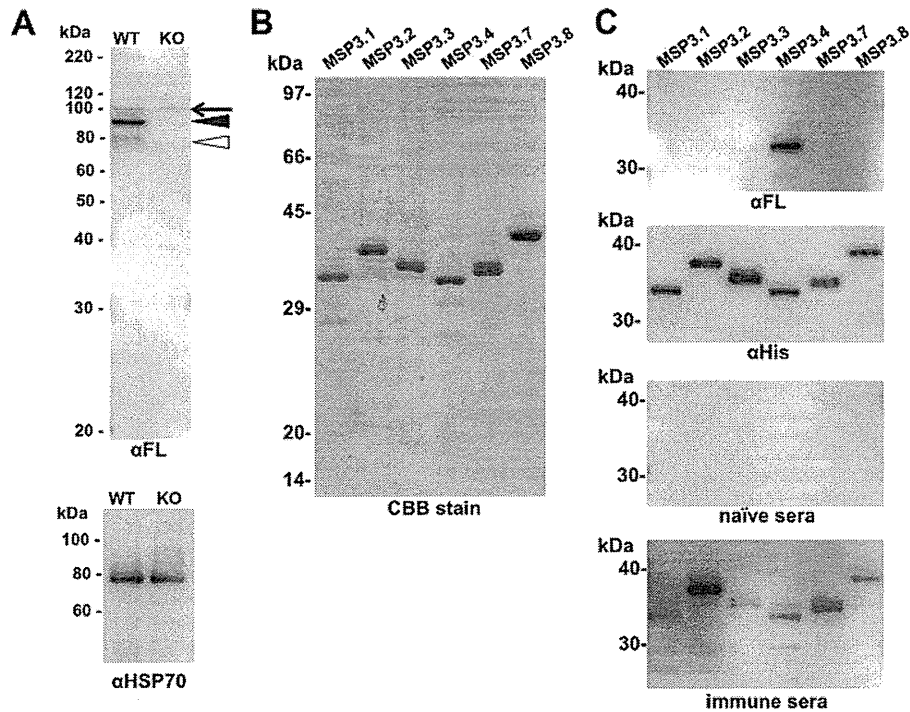 A
kDa
WT KO
220 -
120 -
100 -
80 -
60 -
50 -
40 -
30 -
20 -
αFL
WT KO
kDa
100 -
80 -
60 -
αHSP70
B
MSP3.1 MSP3.2 MSP3.3 MSP3.4 MSP3.7 MSP3.8
kDa
97-
66-
45-
29-
20-
14-
CBB stain
C
MSP3.1 MSP3.2 MSP3.3 MSP3.4 MSP3.7 MSP3.8
kDa
40-
30-
αFL
kDa
40-
30-
αHis
kDa
40-
30-
naïve sera
kDa
40-
30-
immune sera